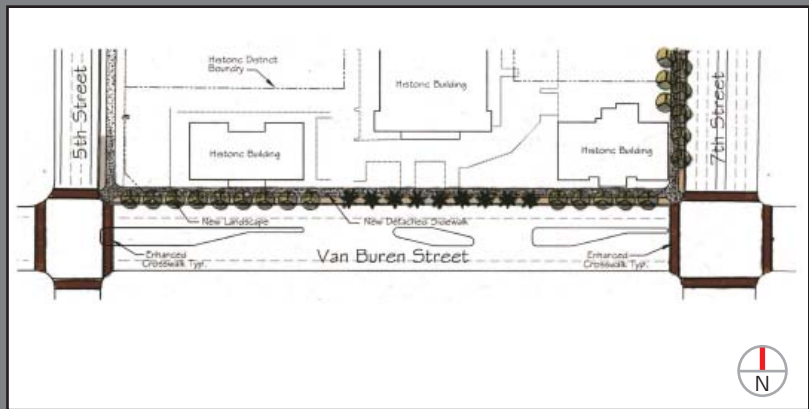 Historic District
Boundry
Historic Building
5th Street
7th Street
Historic Building
Historic Building
New Landscape
New Detached Sidewalk
Enhanced
Crosswalk Typ.
Van Buren Street
Enhanced
Crosswalk Typ.
N